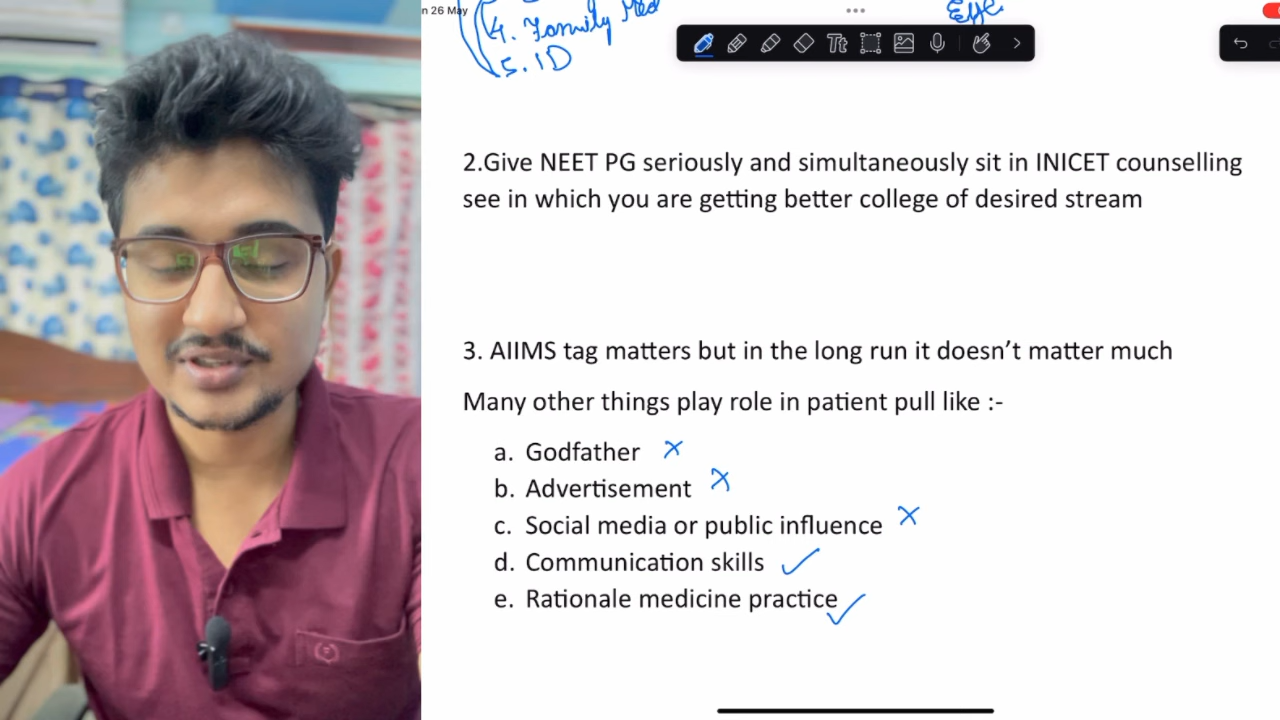 n 26 May
4. Family Med
Effe
5. ID
Tt
2.Give NEET PG seriously and simultaneously sit in INICET counselling
see in which you are getting better college of desired stream
3. AIIMS tag matters but in the long run it doesn’t matter much
Many other things play role in patient pull like :-
a. Godfather
b. Advertisement
c. Social media or public influence
d. Communication skills
e. Rationale medicine practice